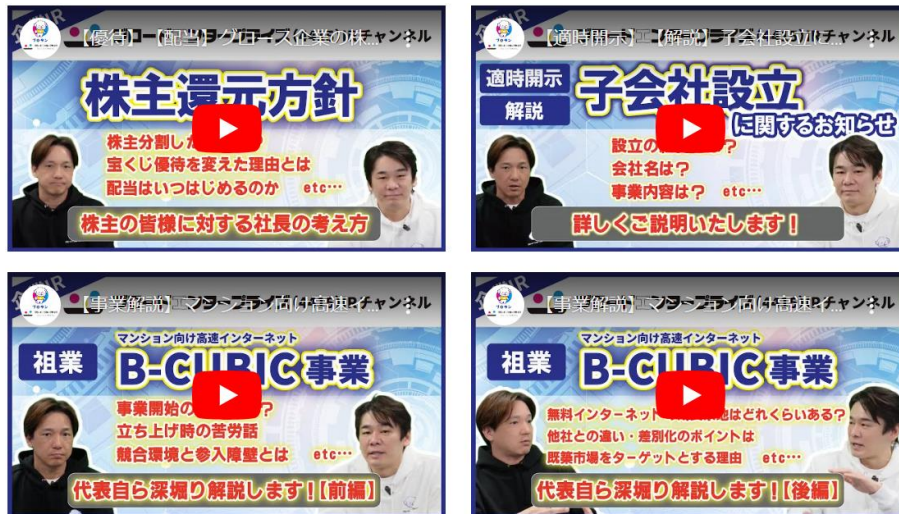 【優待】【配当】グロース企業の株...
チャンネル
株主還元方針
株主分割した
宝くじ優待を変えた理由とは
配当はいつはじめるのか etc…
株主の皆様に対する社長の考え方
【適時開示】【解説】子会社設立に...
チャンネル
適時開示
解説
子会社設立
に関するお知らせ
設立の
？
会社名は？
事業内容は？ etc…
詳しくご説明いたします！
【事業解説】マンション向け高速イ...
チャンネル
マンション向け高速インターネット
祖業
B-CUBIC事業
事業開始の
？
立ち上げ時の苦労話
競合環境と参入障壁とは etc…
代表自ら深堀り解説します！【前編】
【事業解説】マンション向け高速イ...
チャンネル
マンション向け高速インターネット
祖業
B-CUBIC事業
無料インターネット
はどれくらいある？
他社との違い・差別化のポイントは
既築市場をターゲットとする理由 etc…
代表自ら深堀り解説します！【後編】